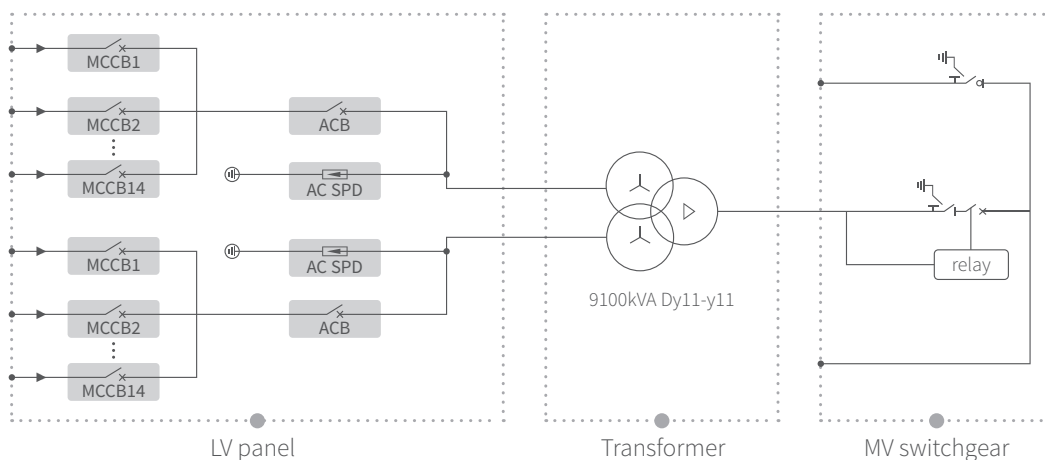 MCCB1
MCCB2
MCCB14
ACB
AC SPD
MCCB1
MCCB2
MCCB14
AC SPD
ACB
9100kVA Dy11-y11
relay
LV panel
Transformer
MV switchgear